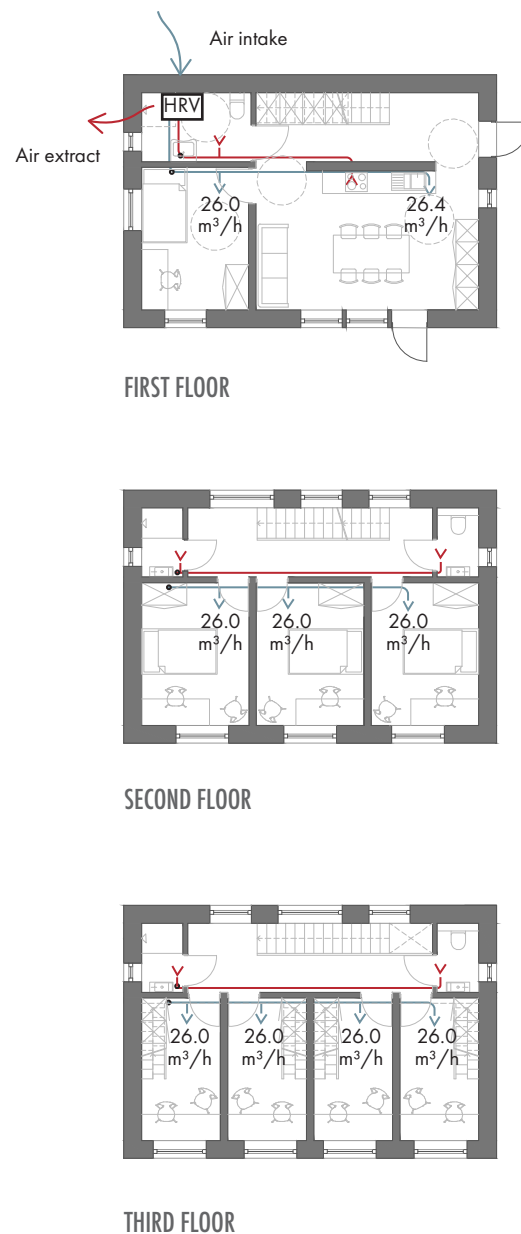 Air intake
HRV
Air extract
26.0
m³/h
26.4
m³/h
FIRST FLOOR
26.0
m³/h
26.0
m³/h
26.0
m³/h
SECOND FLOOR
26.0
m³/h
26.0
m³/h
26.0
m³/h
26.0
m³/h
THIRD FLOOR